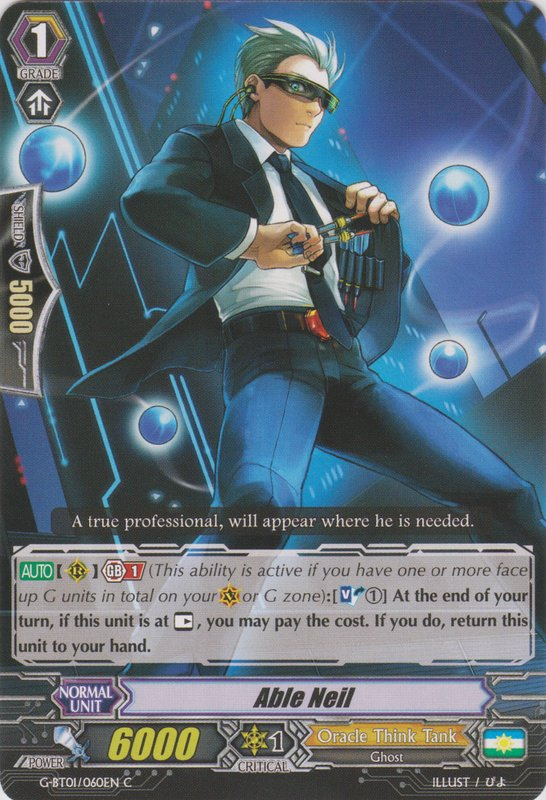 1
GRADE
SHIELD
5000
A true professional, will appear where he is needed.
AUTO【 R 】 GB 1 (This ability is active if you have one or more face
up G units in total on your V or G zone):[V ①] At the end of your
turn, if this unit is at , you may pay the cost. If you do, return this
unit to your hand.
NORMAL
UNIT
Able Neil
POWER
6000
1
CRITICAL
Oracle Think Tank
Ghost
G-BT01/060EN C
ILLUST / ぴよ